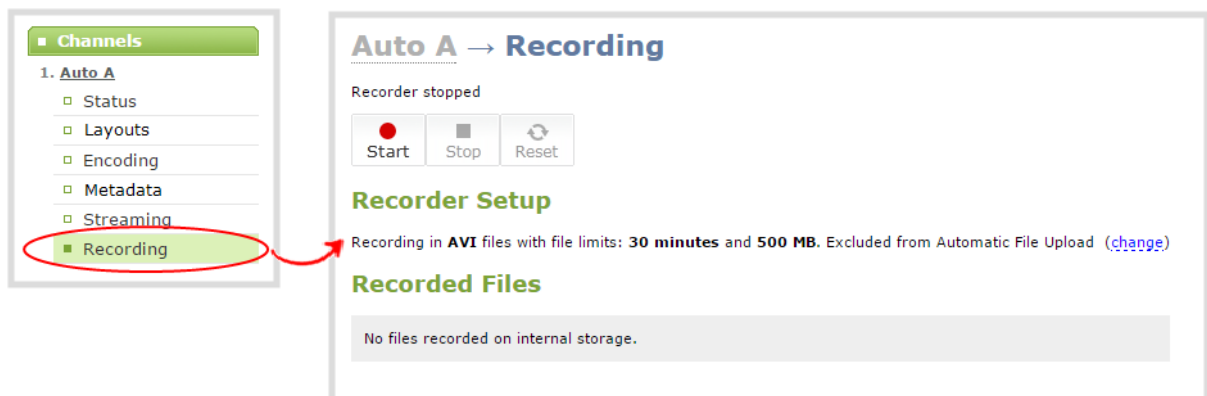 Channels
1. Auto A
Status
Layouts
Encoding
Metadata
Streaming
Recording
Auto A → Recording
Recorder stopped
Start Stop Reset
Recorder Setup
Recording in AVI files with file limits: 30 minutes and 500 MB. Excluded from Automatic File Upload (change)
Recorded Files
No files recorded on internal storage.